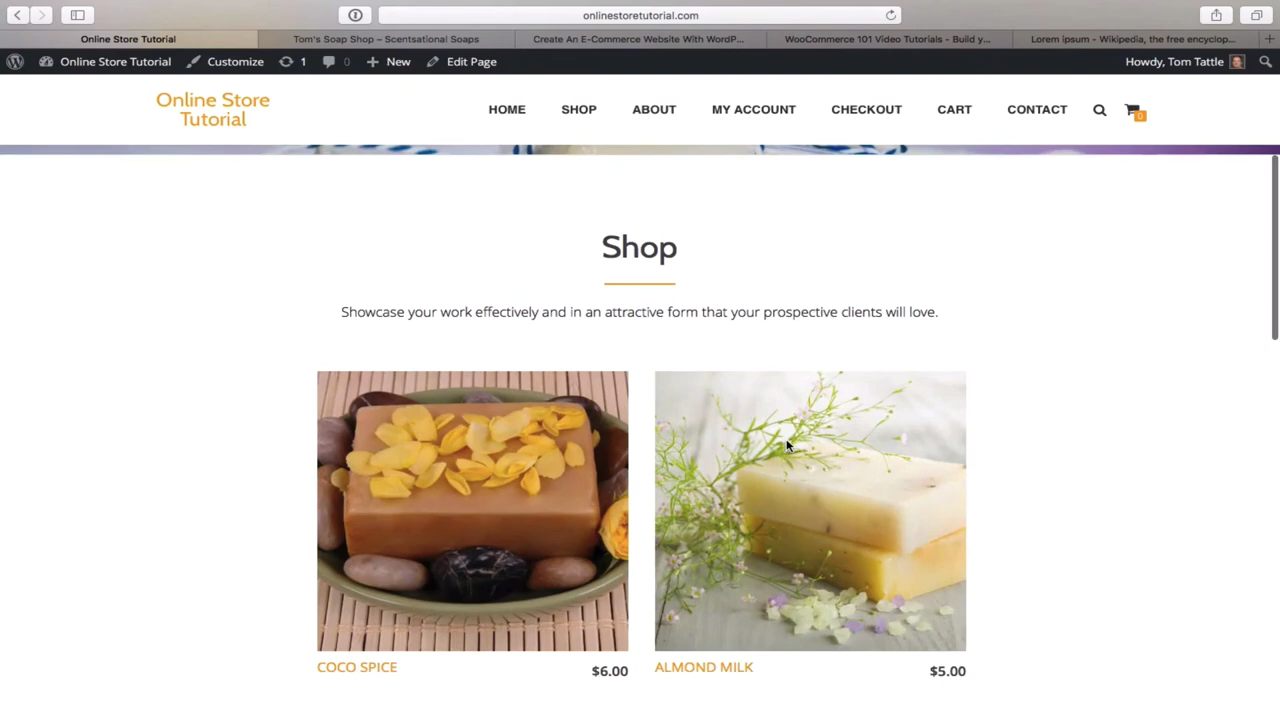 onlinestoretutorial.com
Online Store Tutorial
Tom's Soap Shop – Scentsational Soaps
Create An E-Commerce Website With WordP...
WooCommerce 101 Video Tutorials - Build y...
Lorem ipsum - Wikipedia, the free encyclop...
Online Store Tutorial
Customize
1
0
New
Edit Page
Howdy, Tom Tattle
Online Store
Tutorial
HOME
SHOP
ABOUT
MY ACCOUNT
CHECKOUT
CART
CONTACT
0
Shop
Showcase your work effectively and in an attractive form that your prospective clients will love.
COCO SPICE
$6.00
ALMOND MILK
$5.00